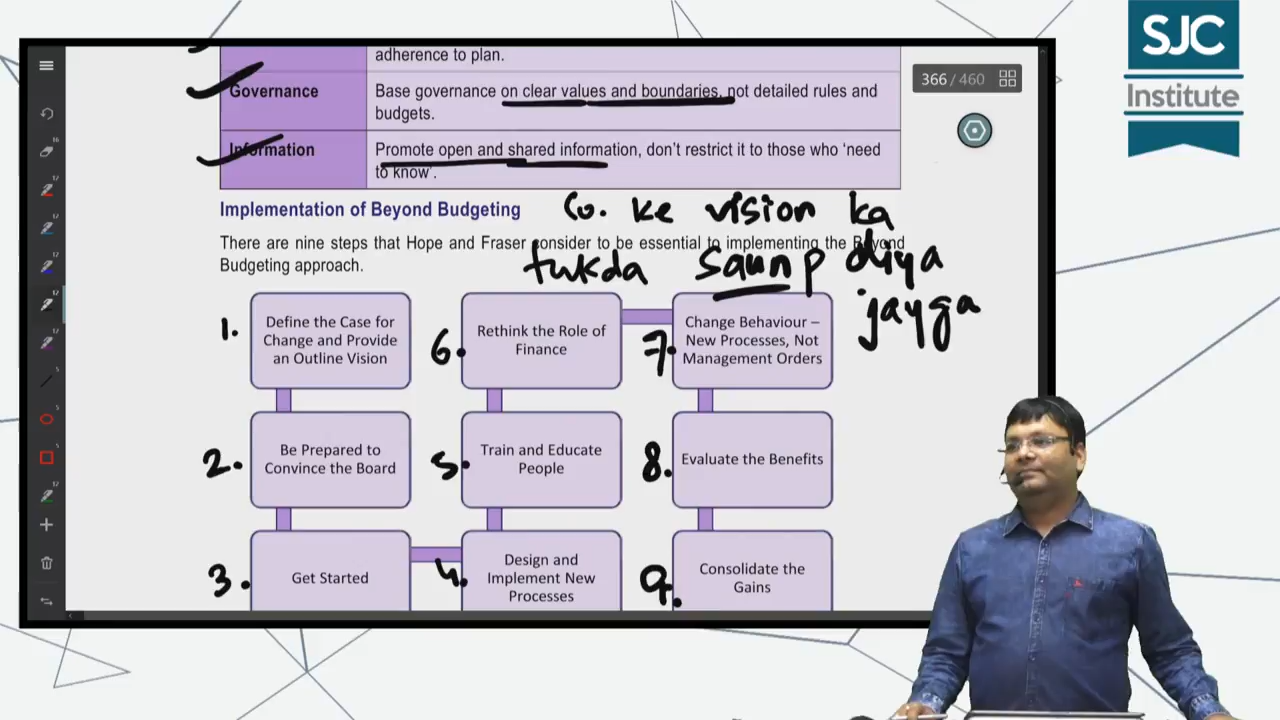 SJC
Institute
366 / 460
adherence to plan.
Governance
Base governance on clear values and boundaries, not detailed rules and
budgets.
Information
Promote open and shared information, don't restrict it to those who 'need
to know'.
Implementation of Beyond Budgeting
Co. ke vision ka
There are nine steps that Hope and Fraser consider to be essential to implementing the Beyond
Budgeting approach.
tukda saunp diya
jayga
1.
Define the Case for
Change and Provide
an Outline Vision
2.
Be Prepared to
Convince the Board
3.
Get Started
4.
Design and
Implement New
Processes
5.
Train and Educate
People
6.
Rethink the Role of
Finance
7.
Change Behaviour –
New Processes, Not
Management Orders
8.
Evaluate the Benefits
9.
Consolidate the
Gains